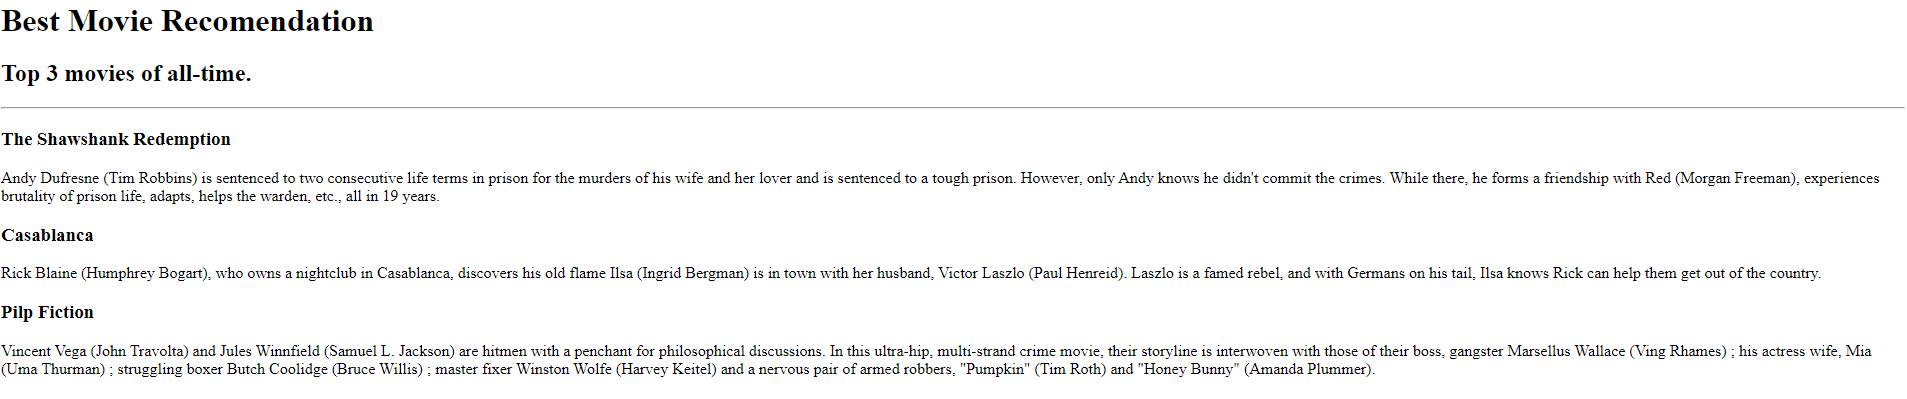 Best Movie Recomendation
Top 3 movies of all-time.
The Shawshank Redemption
Andy Dufresne (Tim Robbins) is sentenced to two consecutive life terms in prison for the murders of his wife and her lover and is sentenced to a tough prison. However, only Andy knows he didn't commit the crimes. While there, he forms a friendship with Red (Morgan Freeman), experiences
brutality of prison life, adapts, helps the warden, etc., all in 19 years.
Casablanca
Rick Blaine (Humphrey Bogart), who owns a nightclub in Casablanca, discovers his old flame Ilsa (Ingrid Bergman) is in town with her husband, Victor Laszlo (Paul Henreid). Laszlo is a famed rebel, and with Germans on his tail, Ilsa knows Rick can help them get out of the country.
Pilp Fiction
Vincent Vega (John Travolta) and Jules Winnfield (Samuel L. Jackson) are hitmen with a penchant for philosophical discussions. In this ultra-hip, multi-strand crime movie, their storyline is interwoven with those of their boss, gangster Marsellus Wallace (Ving Rhames) ; his actress wife, Mia
(Uma Thurman) ; struggling boxer Butch Coolidge (Bruce Willis) ; master fixer Winston Wolfe (Harvey Keitel) and a nervous pair of armed robbers, "Pumpkin" (Tim Roth) and "Honey Bunny" (Amanda Plummer).